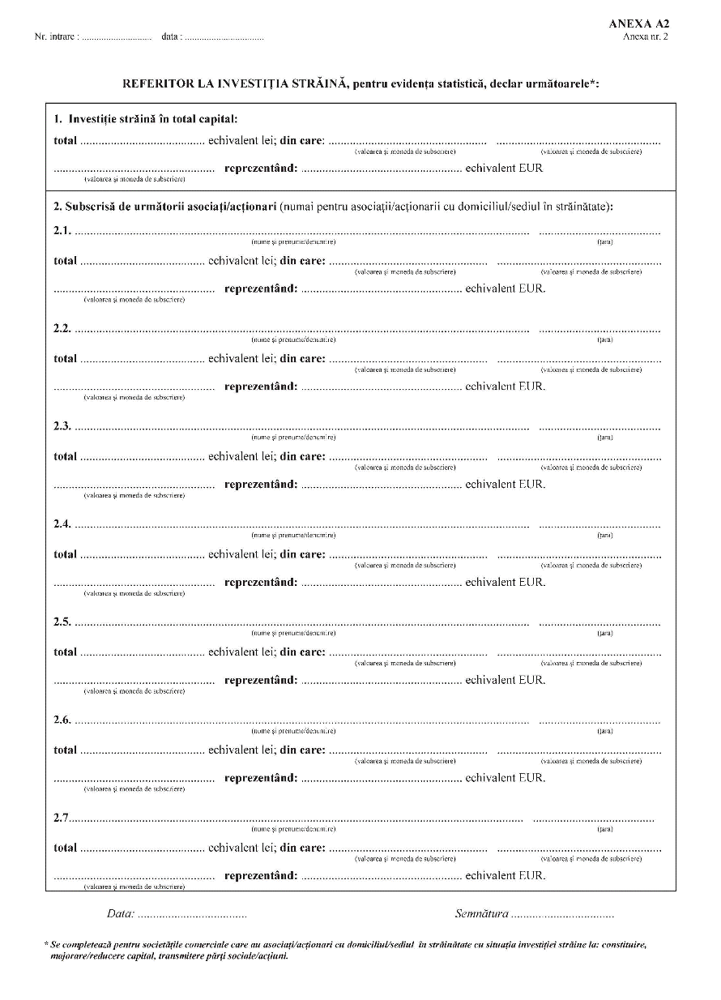 ANEXA A2
Nr. intrare : ............................. data : .................................
Anexa nr. 2
REFERITOR LA INVESTIȚIA STRĂINĂ, pentru evidența statistică, declar următoarele*:
1. Investiție străină în total capital:
total ......................................... echivalent lei; din care: .................................................... ......................................................
(valoarea și moneda de subscriere) (valoarea și moneda de subscriere)
..................................................... reprezentând: ..................................................... echivalent EUR
(valoarea și moneda de subscriere)
2. Subscrisă de următorii asociați/acționari (numai pentru asociații/acționarii cu domiciliul/sediul în străinătate):
2.1. ...................................................................................................................................................... ........................................
(nume și prenume/denumire) (țara)
total ......................................... echivalent lei; din care: .................................................... ......................................................
(valoarea și moneda de subscriere) (valoarea și moneda de subscriere)
..................................................... reprezentând: ..................................................... echivalent EUR.
(valoarea și moneda de subscriere)
2.2. ...................................................................................................................................................... ........................................
(nume și prenume/denumire) (țara)
total ......................................... echivalent lei; din care: .................................................... ......................................................
(valoarea și moneda de subscriere) (valoarea și moneda de subscriere)
..................................................... reprezentând: ..................................................... echivalent EUR.
(valoarea și moneda de subscriere)
2.3. ...................................................................................................................................................... ........................................
(nume și prenume/denumire) (țara)
total ......................................... echivalent lei; din care: .................................................... ......................................................
(valoarea și moneda de subscriere) (valoarea și moneda de subscriere)
..................................................... reprezentând: ..................................................... echivalent EUR.
(valoarea și moneda de subscriere)
2.4. ...................................................................................................................................................... ........................................
(nume și prenume/denumire) (țara)
total ......................................... echivalent lei; din care: .................................................... ......................................................
(valoarea și moneda de subscriere) (valoarea și moneda de subscriere)
..................................................... reprezentând: ..................................................... echivalent EUR.
(valoarea și moneda de subscriere)
2.5. ...................................................................................................................................................... ........................................
(nume și prenume/denumire) (țara)
total ......................................... echivalent lei; din care: .................................................... ......................................................
(valoarea și moneda de subscriere) (valoarea și moneda de subscriere)
..................................................... reprezentând: ..................................................... echivalent EUR.
(valoarea și moneda de subscriere)
2.6. ...................................................................................................................................................... ........................................
(nume și prenume/denumire) (țara)
total ......................................... echivalent lei; din care: .................................................... ......................................................
(valoarea și moneda de subscriere) (valoarea și moneda de subscriere)
..................................................... reprezentând: ..................................................... echivalent EUR.
(valoarea și moneda de subscriere)
2.7...................................................................................................................................................... ........................................
(nume și prenume/denumire) (țara)
total ......................................... echivalent lei; din care: .................................................... ......................................................
(valoarea și moneda de subscriere) (valoarea și moneda de subscriere)
..................................................... reprezentând: ..................................................... echivalent EUR.
(valoarea și moneda de subscriere)
Data: .................................... Semnătura ..................................
* Se completează pentru societățile comerciale care au asociați/acționari cu domiciliul/sediul în străinătate cu situația investiției străine la: constituire,
majorare/reducere capital, transmitere părți sociale/acțiuni.